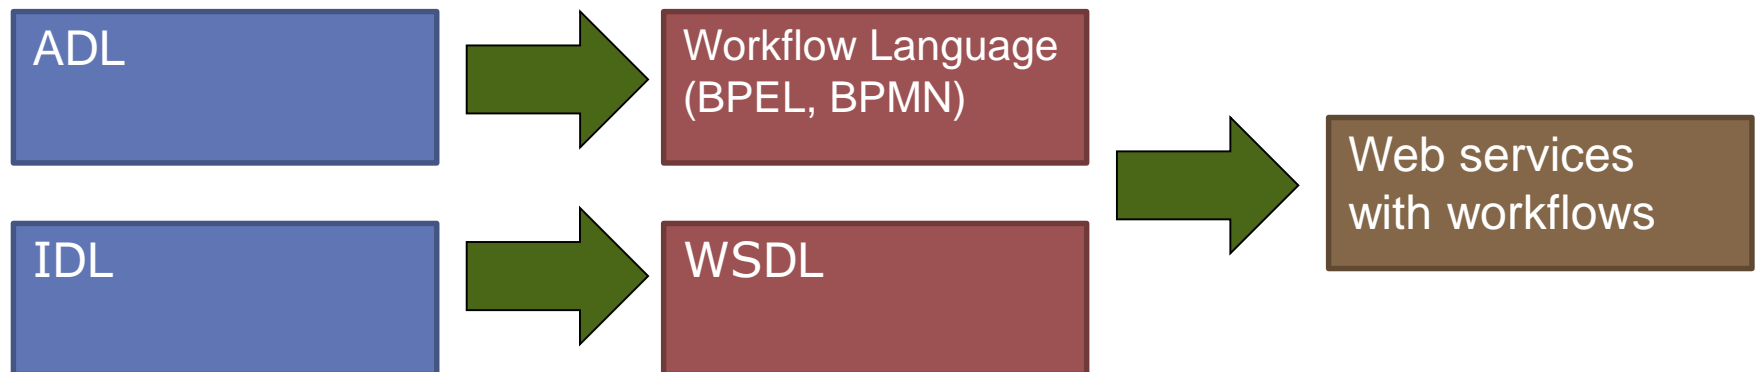 ADL
Workflow Language
(BPEL, BPMN)
Web services
with workflows
IDL
WSDL